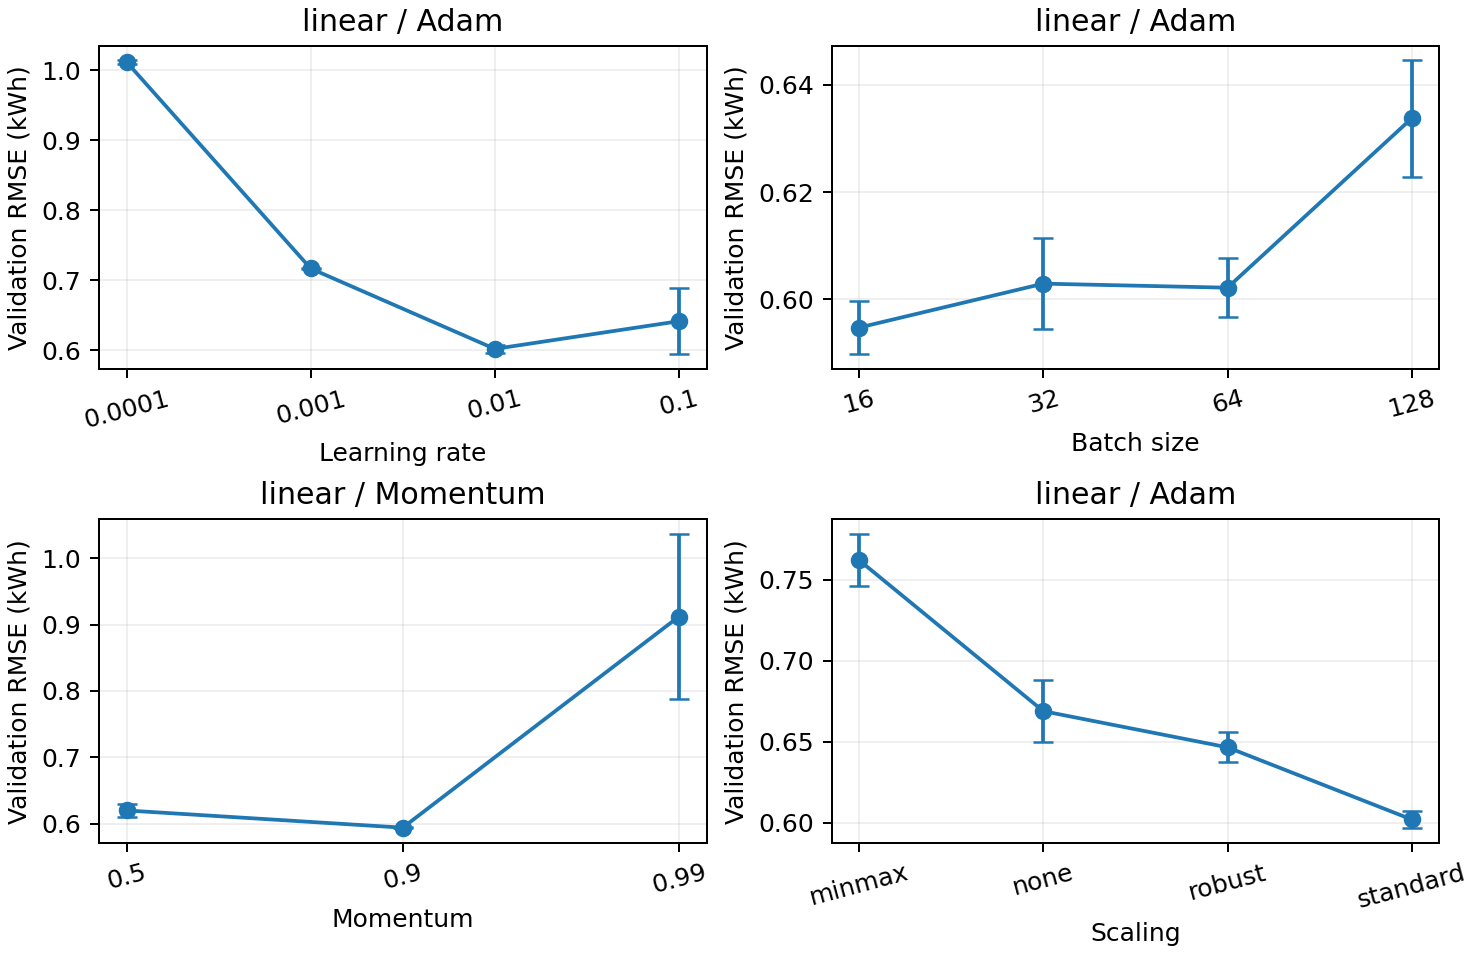 linear / Adam
Validation RMSE (kWh)
1.0
0.9
0.8
0.7
0.6
0.0001
0.001
0.01
0.1
Learning rate
linear / Adam
Validation RMSE (kWh)
0.64
0.62
0.60
16
32
64
128
Batch size
linear / Momentum
Validation RMSE (kWh)
1.0
0.9
0.8
0.7
0.6
0.5
0.9
0.99
Momentum
linear / Adam
Validation RMSE (kWh)
0.75
0.70
0.65
0.60
minmax
none
robust
standard
Scaling